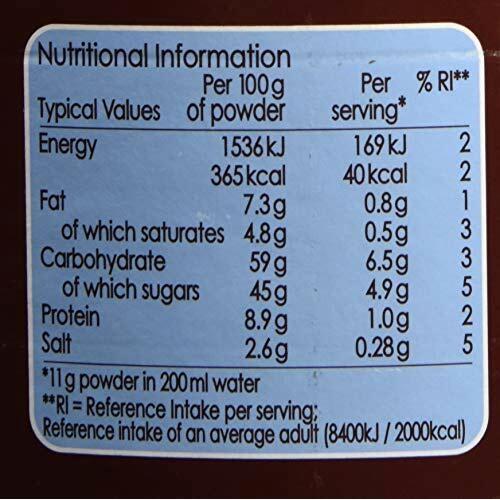 Nutritional Information
Per 100g Per % RI**
Typical Values of powder serving*
Energy 1536kJ 169kJ 2
365kcal 40kcal 2
Fat 7.3g 0.8g 1
of which saturates 4.8g 0.5g 3
Carbohydrate 59g 6.5g 3
of which sugars 45g 4.9g 5
Protein 8.9g 1.0g 2
Salt 2.6g 0.28g 5
*11g powder in 200ml water
**RI = Reference Intake per serving;
Reference intake of an average adult (8400kJ / 2000kcal)